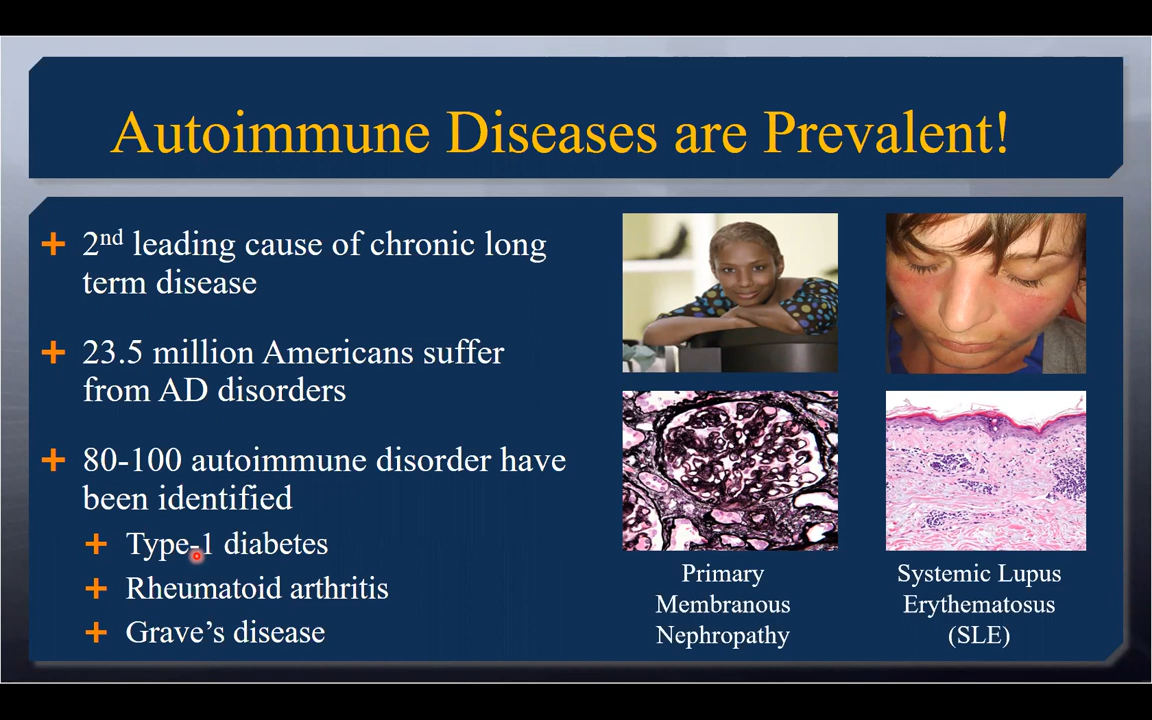 Autoimmune Diseases are Prevalent!
2nd leading cause of chronic long
term disease
23.5 million Americans suffer
from AD disorders
80-100 autoimmune disorder have
been identified
Type-1 diabetes
Rheumatoid arthritis
Grave’s disease
Primary
Membranous
Nephropathy
Systemic Lupus
Erythematosus
(SLE)